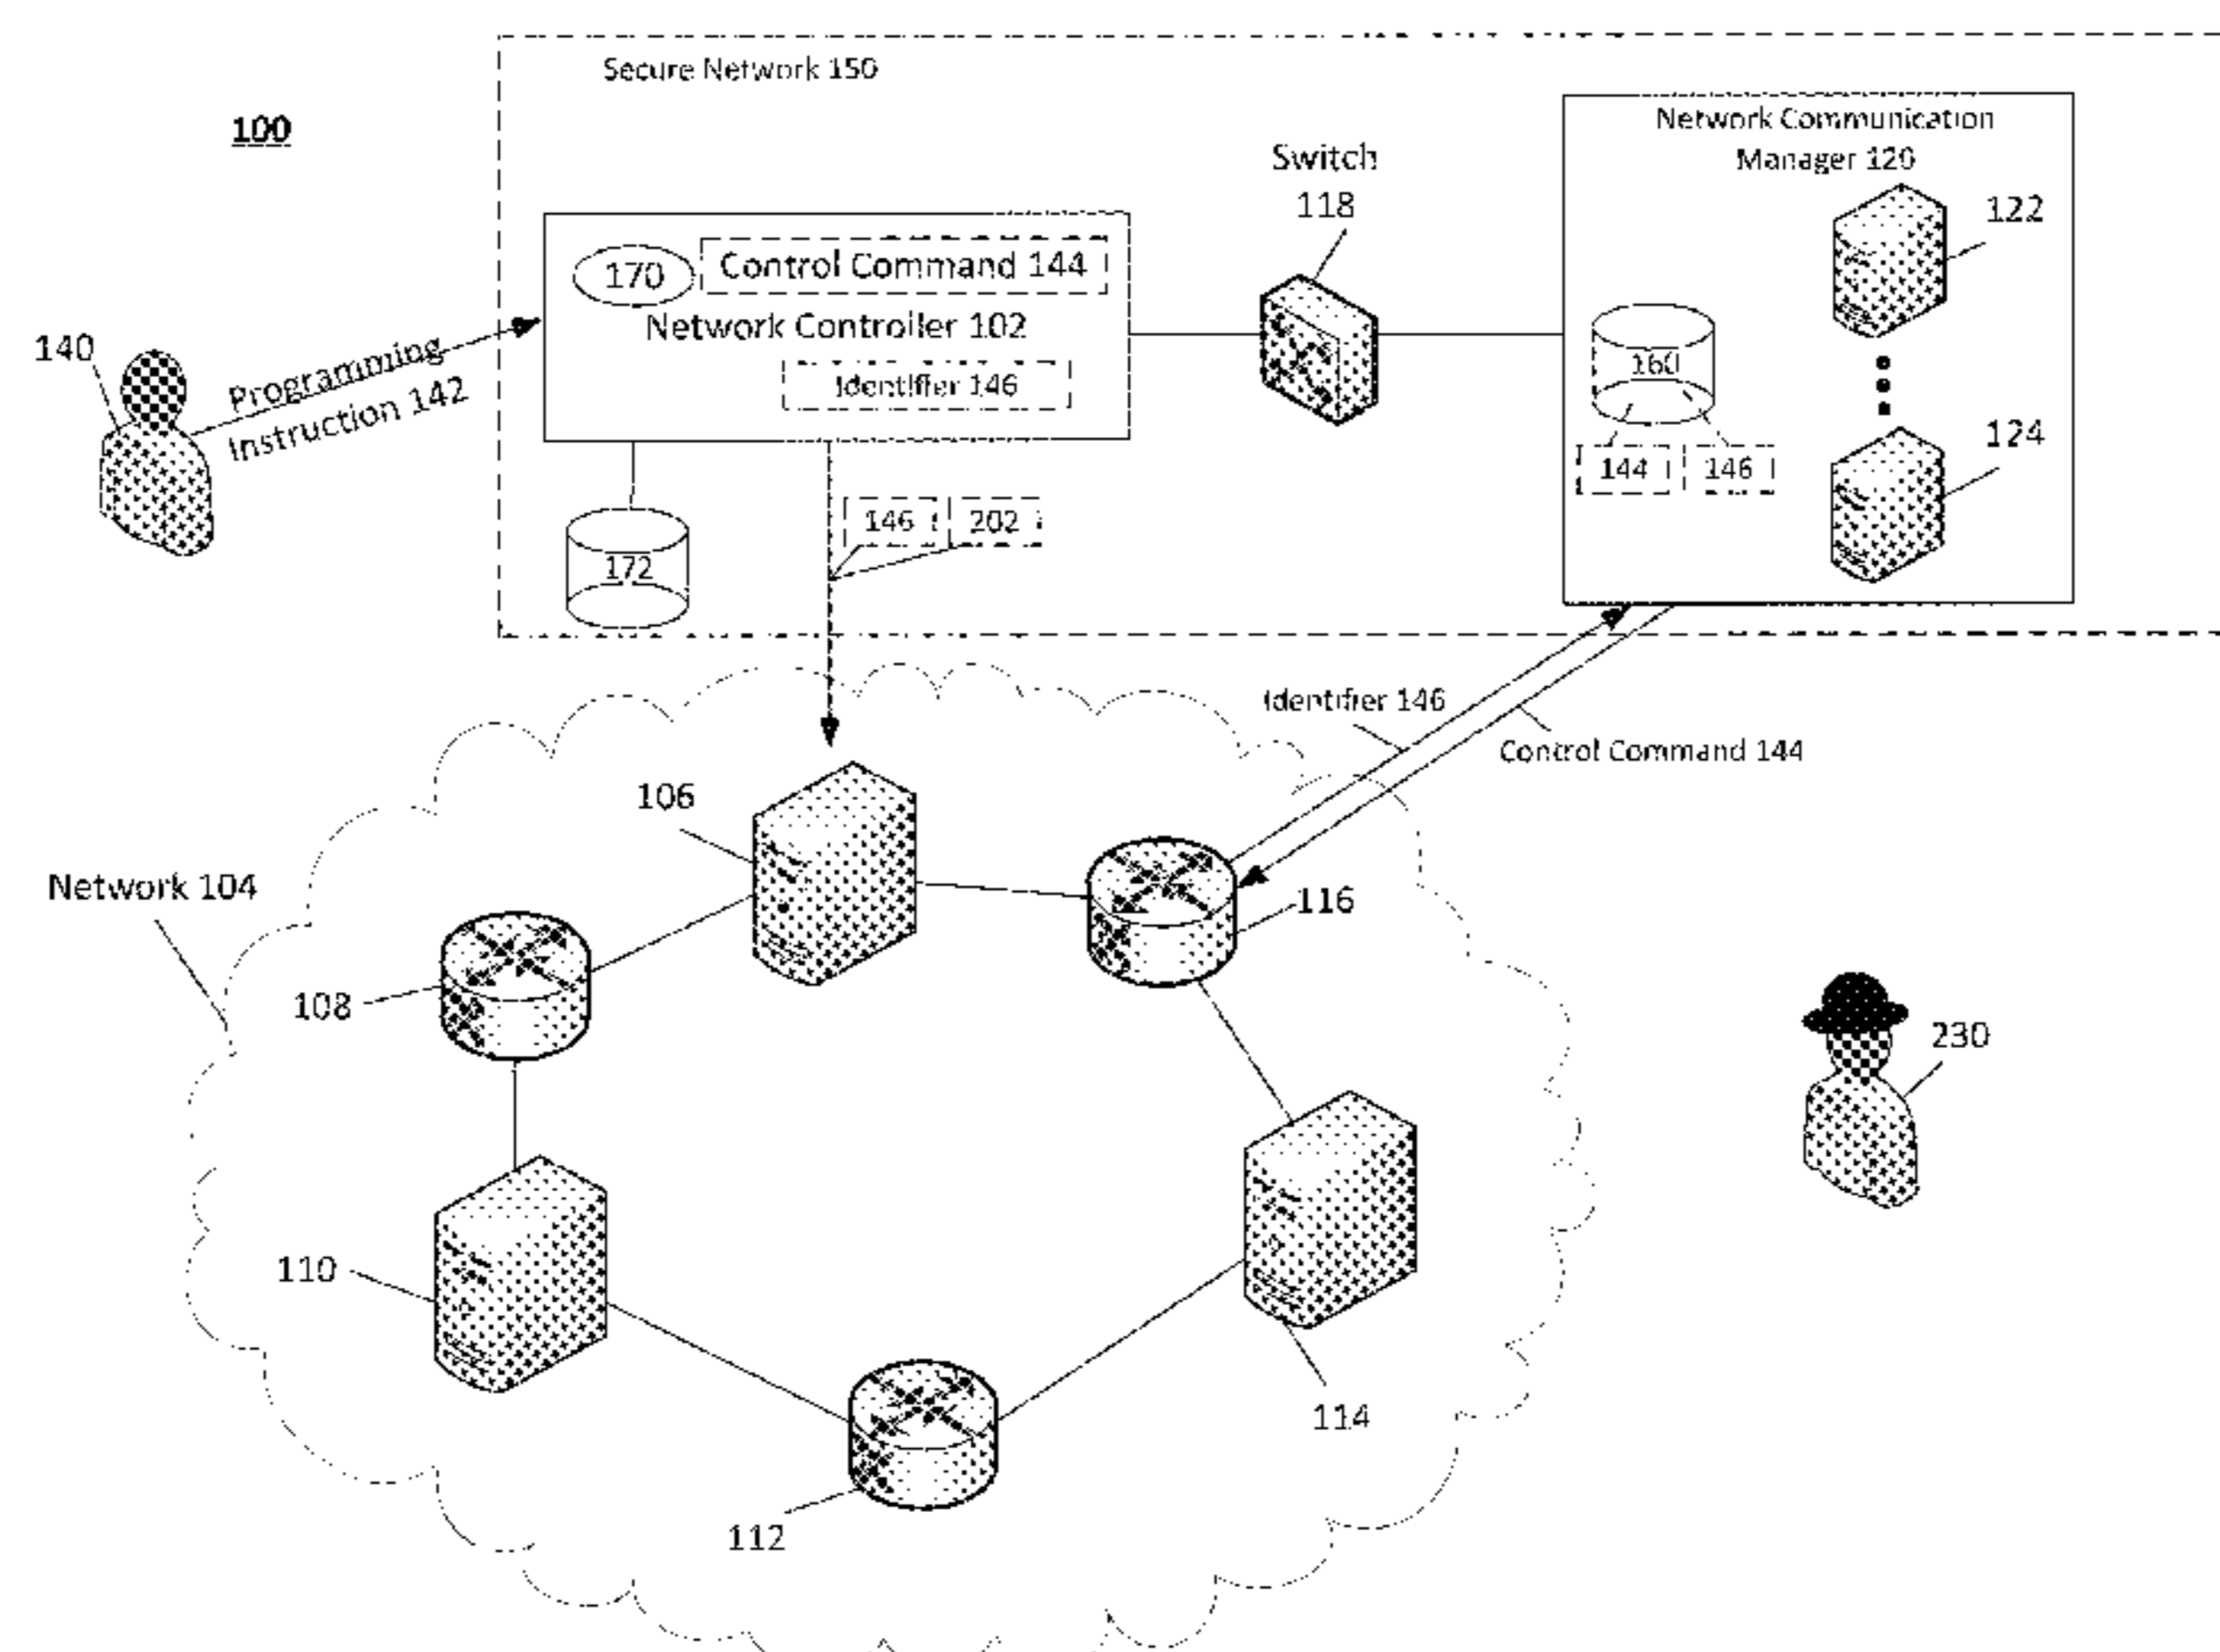 Secure Network 150
100
Network Communication
Manager 120
Switch
118
122
170
Control Command 144
Network Controller 102
Identifier 146
140
Programming
Instruction 142
160
124
144
146
146
202
172
Identifier 146
Control Command 144
106
Network 104
116
108
230
110
114
112